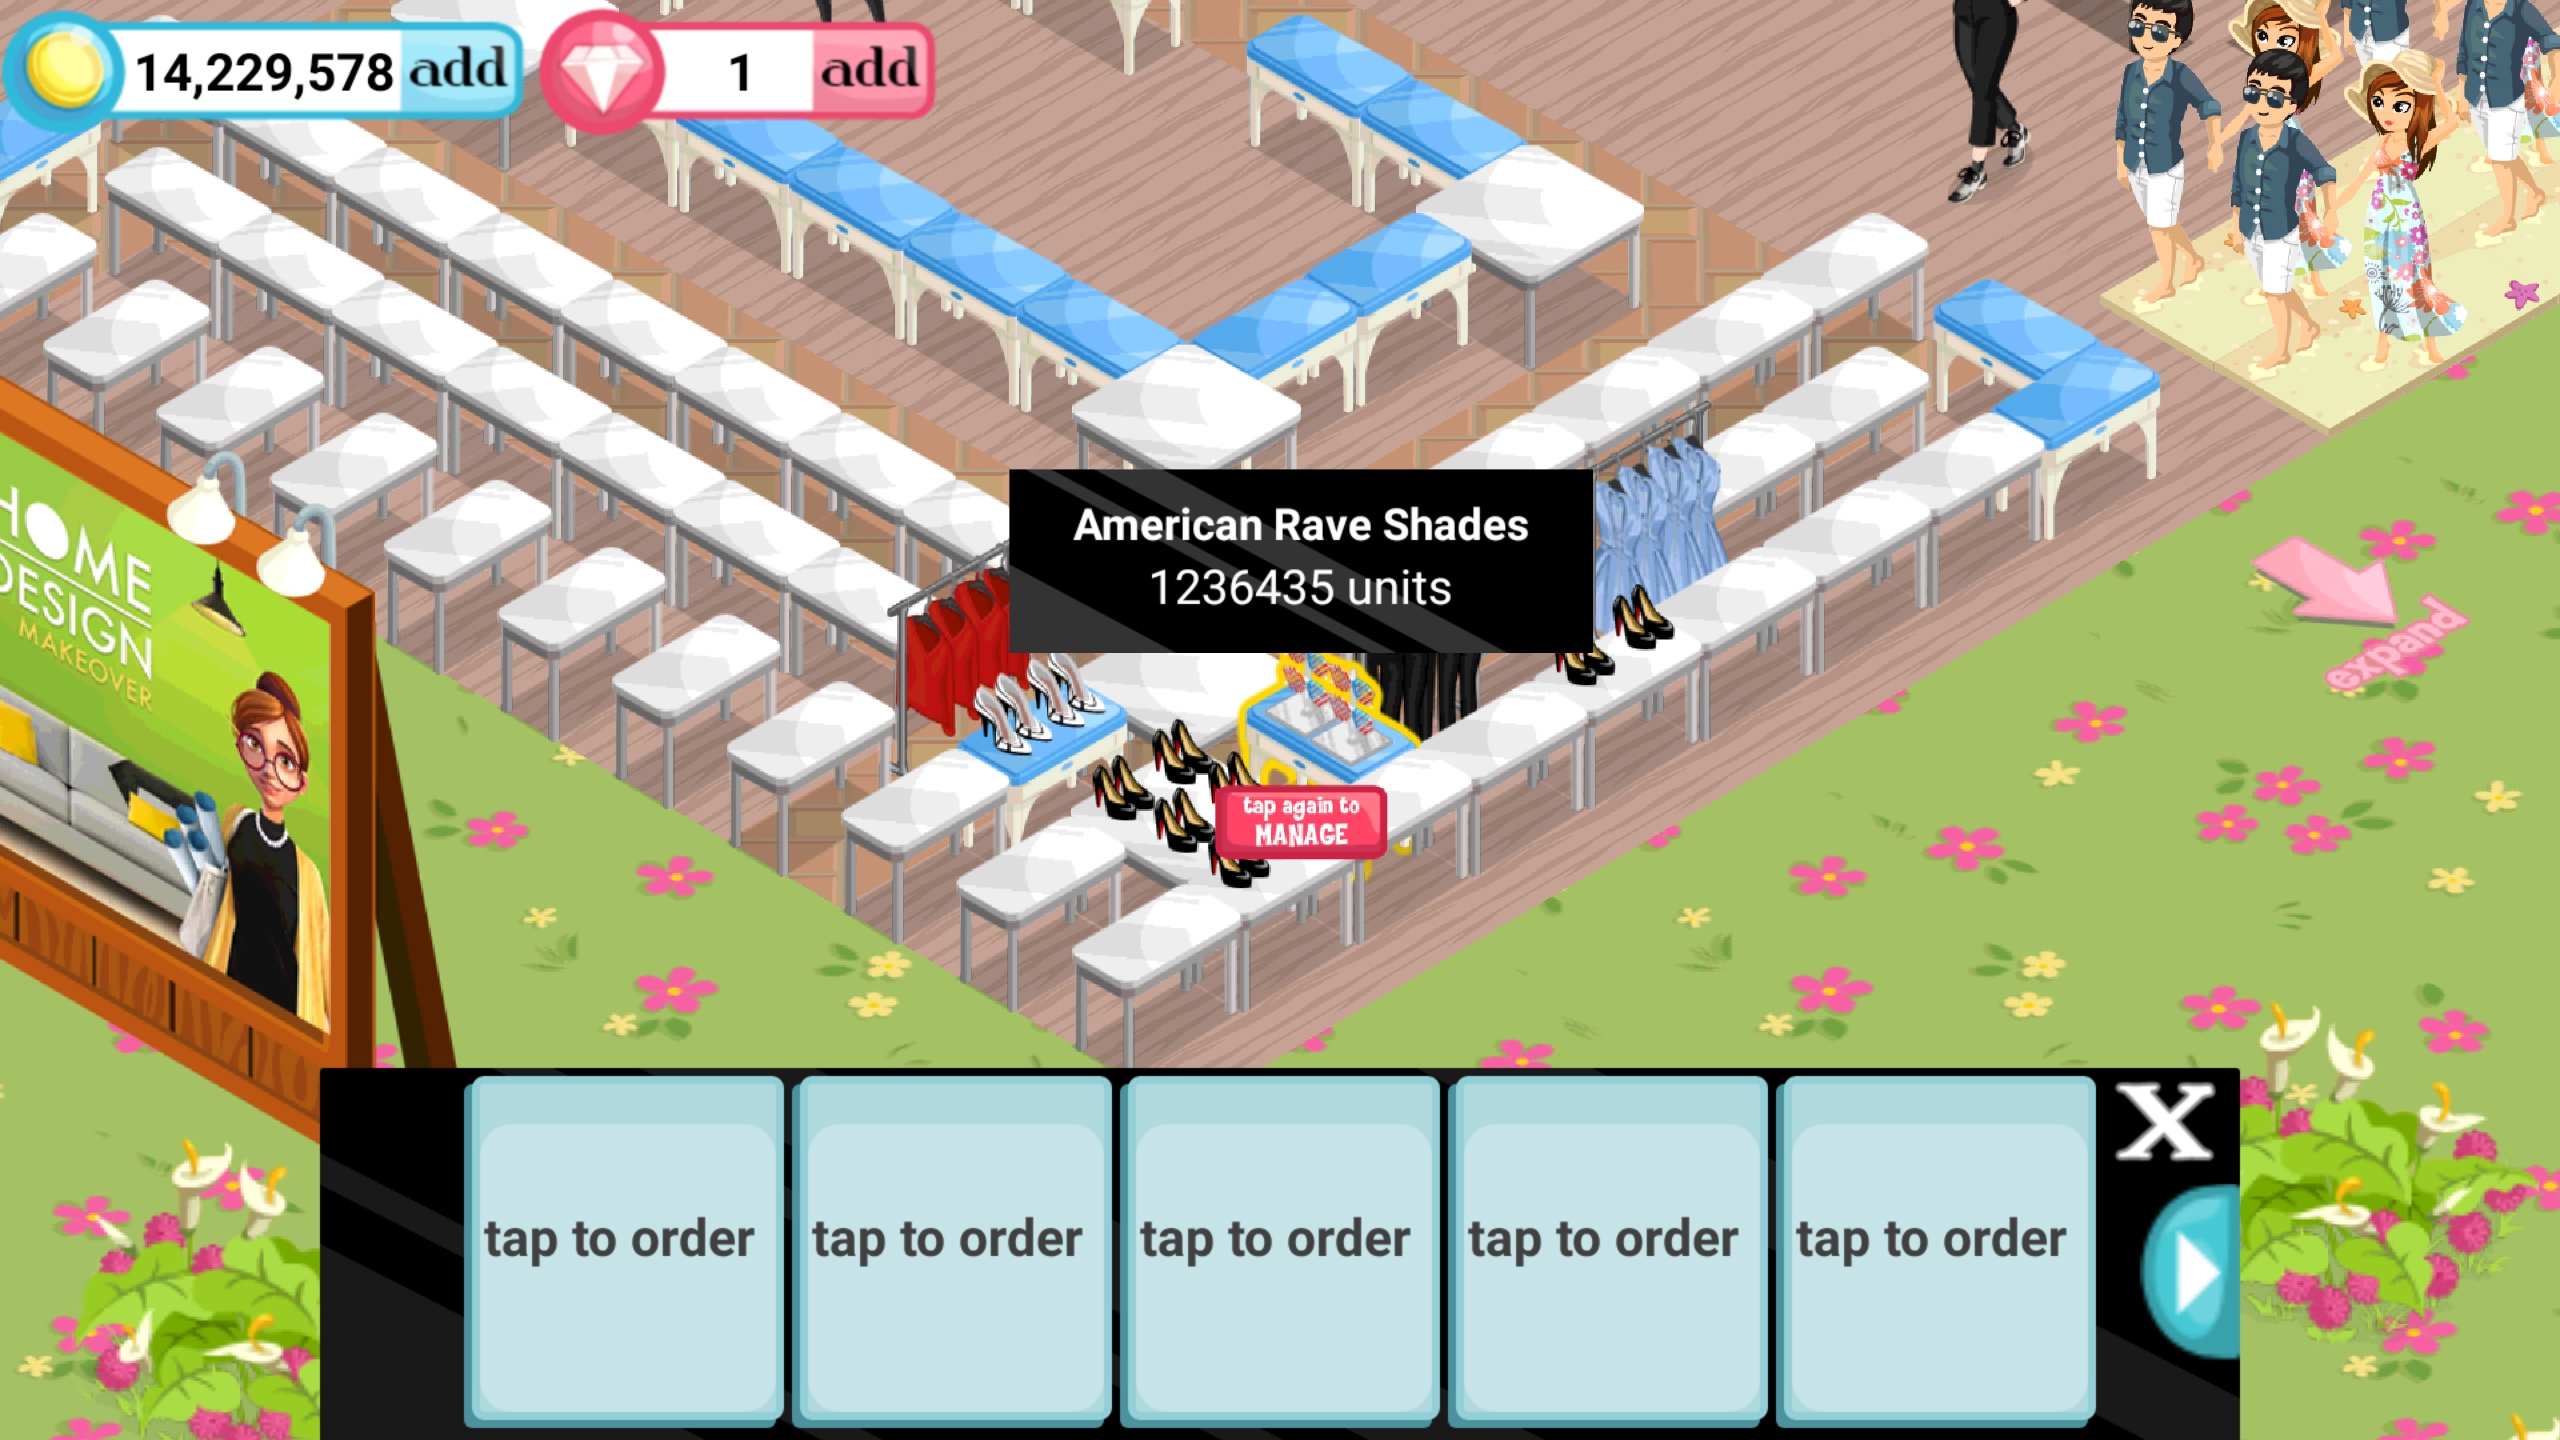 14,229,578 add
1 add
HOME
DESIGN
MAKEOVER
American Rave Shades
1236435 units
expand
tap again to
MANAGE
tap to order
tap to order
tap to order
tap to order
tap to order
X